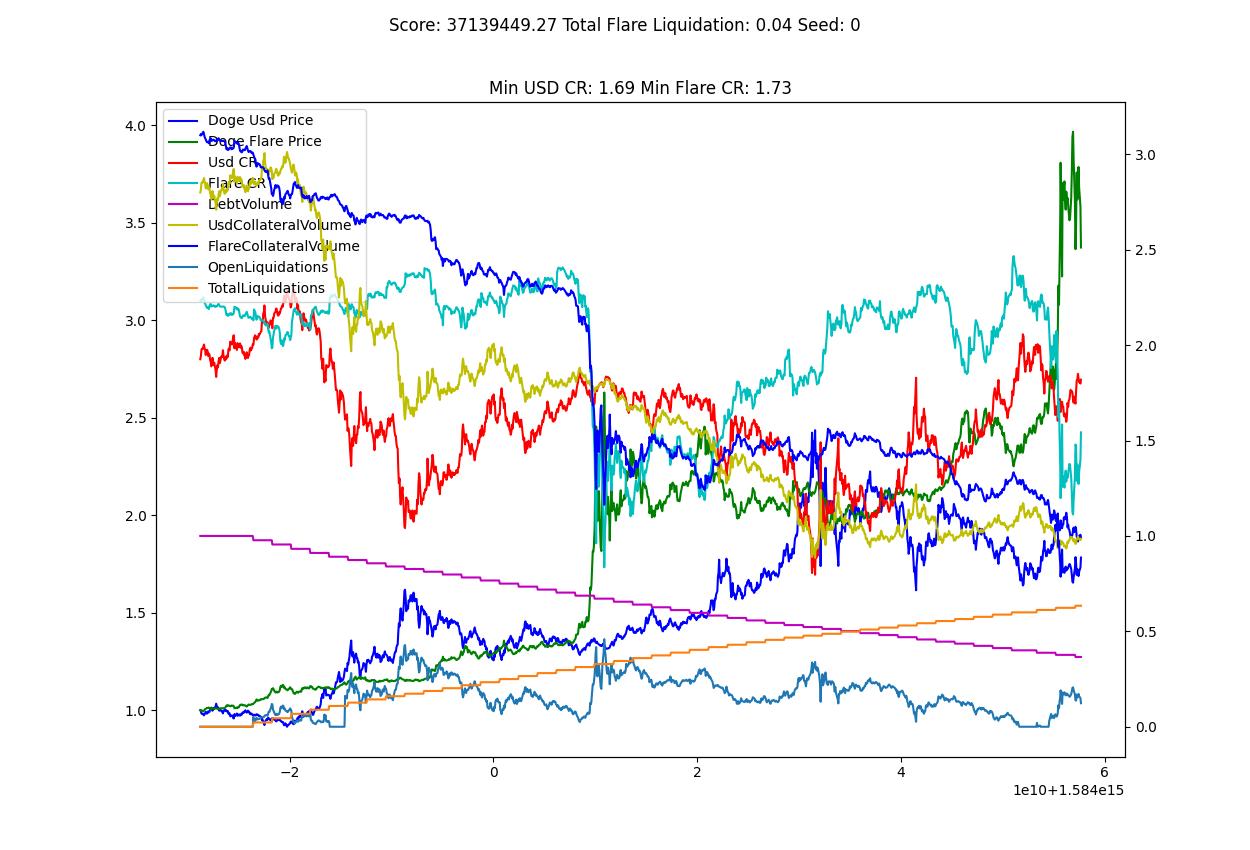 Score: 37139449.27 Total Flare Liquidation: 0.04 Seed: 0
Min USD CR: 1.69 Min Flare CR: 1.73
Doge Usd Price
Doge Flare Price
Usd CR
Flare CR
DebtVolume
UsdCollateralVolume
FlareCollateralVolume
OpenLiquidations
TotalLiquidations
4.0
3.5
3.0
2.5
2.0
1.5
1.0
3.0
2.5
2.0
1.5
1.0
0.5
0.0
−2
0
2
4
6
1e10+1.584e15